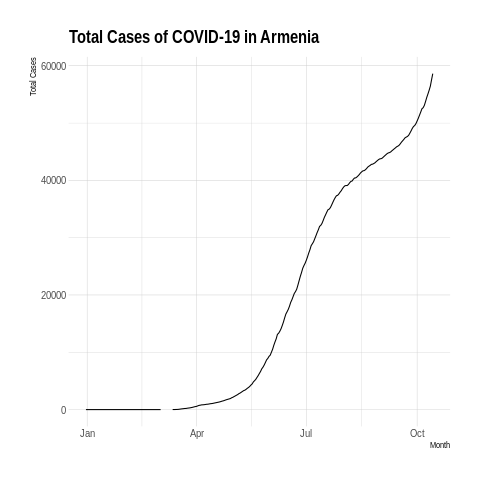 Total Cases of COVID-19 in Armenia
Total Cases
60000
40000
20000
0
Jan Apr Jul Oct
Month